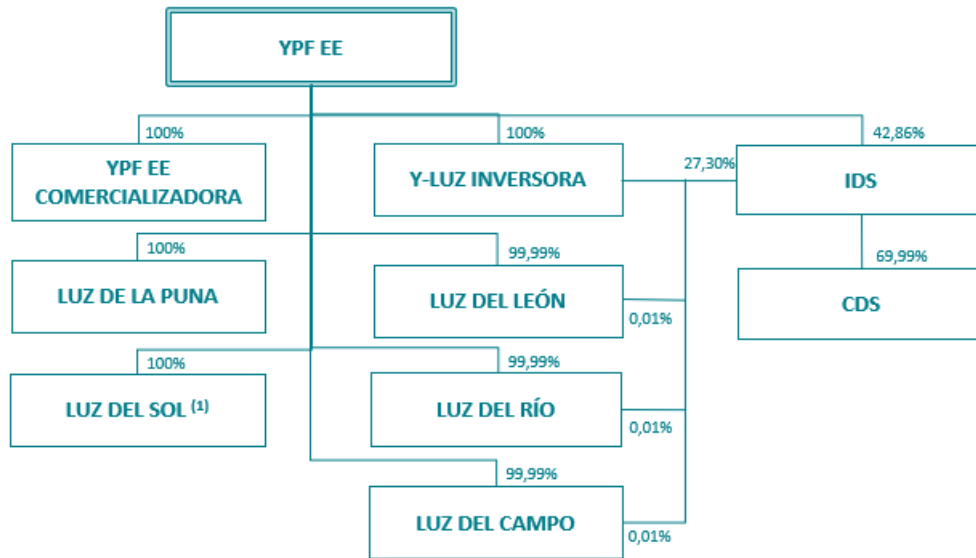 YPF EE
100%
100%
42,86%
YPF EE
COMERCIALIZADORA
Y-LUZ INVERSORA
27,30%
IDS
100%
99,99%
69,99%
LUZ DE LA PUNA
LUZ DEL LEÓN
0,01%
CDS
100%
99,99%
LUZ DEL SOL (1)
LUZ DEL RÍO
0,01%
99,99%
LUZ DEL CAMPO
0,01%